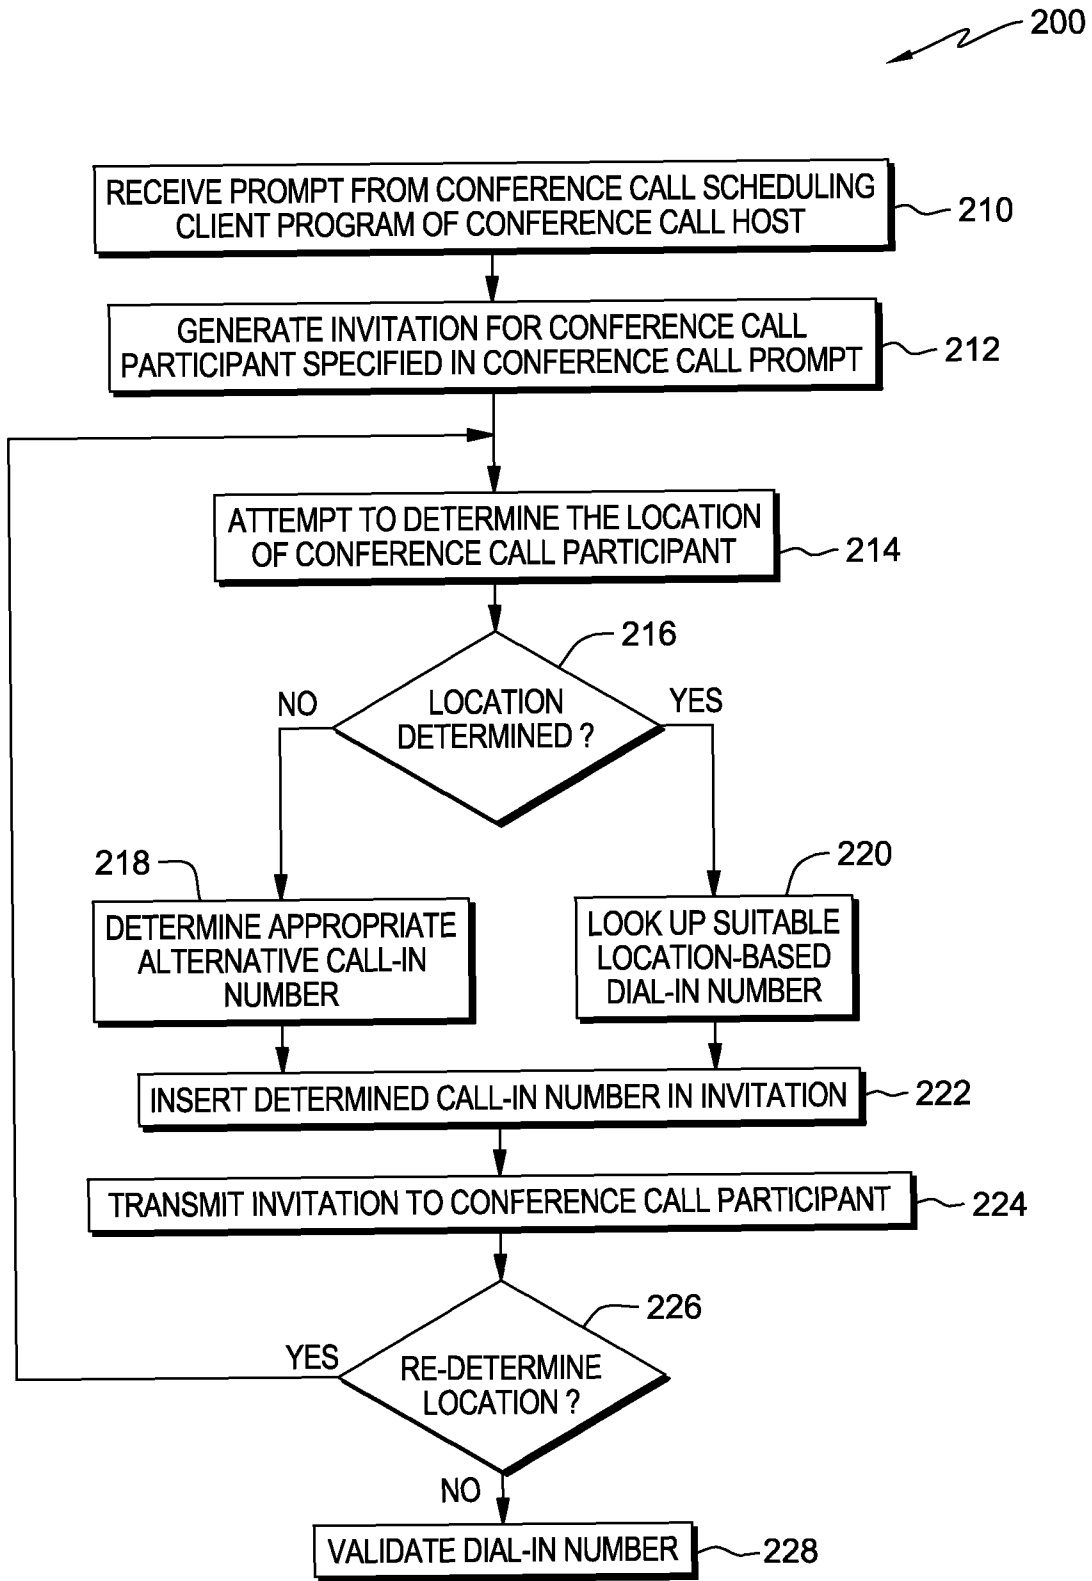 200
RECEIVE PROMPT FROM CONFERENCE CALL SCHEDULING
CLIENT PROGRAM OF CONFERENCE CALL HOST
210
GENERATE INVITATION FOR CONFERENCE CALL
PARTICIPANT SPECIFIED IN CONFERENCE CALL PROMPT
212
ATTEMPT TO DETERMINE THE LOCATION
OF CONFERENCE CALL PARTICIPANT
214
216
NO
LOCATION
DETERMINED ?
YES
218
DETERMINE APPROPRIATE
ALTERNATIVE CALL-IN
NUMBER
220
LOOK UP SUITABLE
LOCATION-BASED
DIAL-IN NUMBER
INSERT DETERMINED CALL-IN NUMBER IN INVITATION
222
TRANSMIT INVITATION TO CONFERENCE CALL PARTICIPANT
224
226
YES
RE-DETERMINE
LOCATION ?
NO
VALIDATE DIAL-IN NUMBER
228